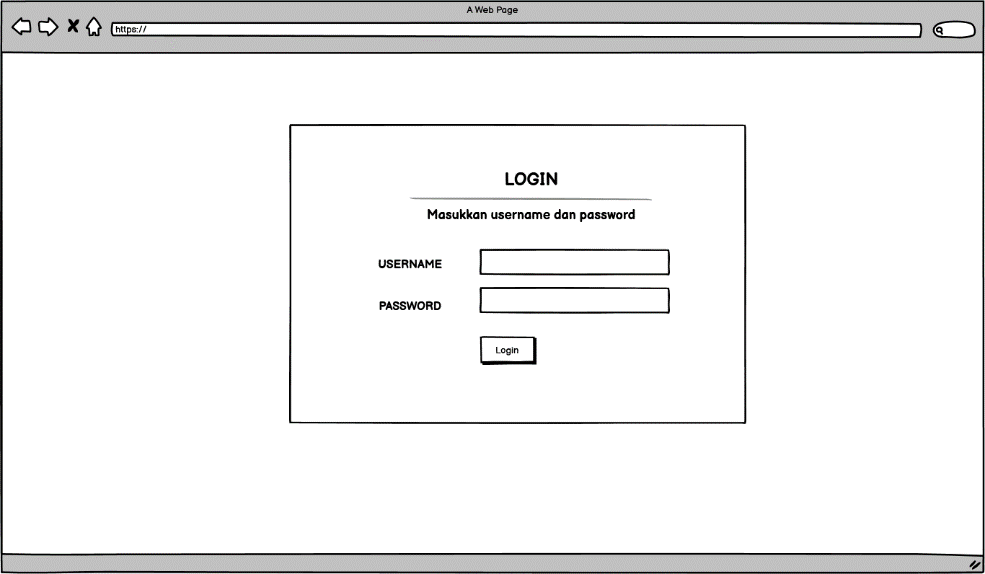 A Web Page
https://
LOGIN
Masukkan username dan password
USERNAME
PASSWORD
Login